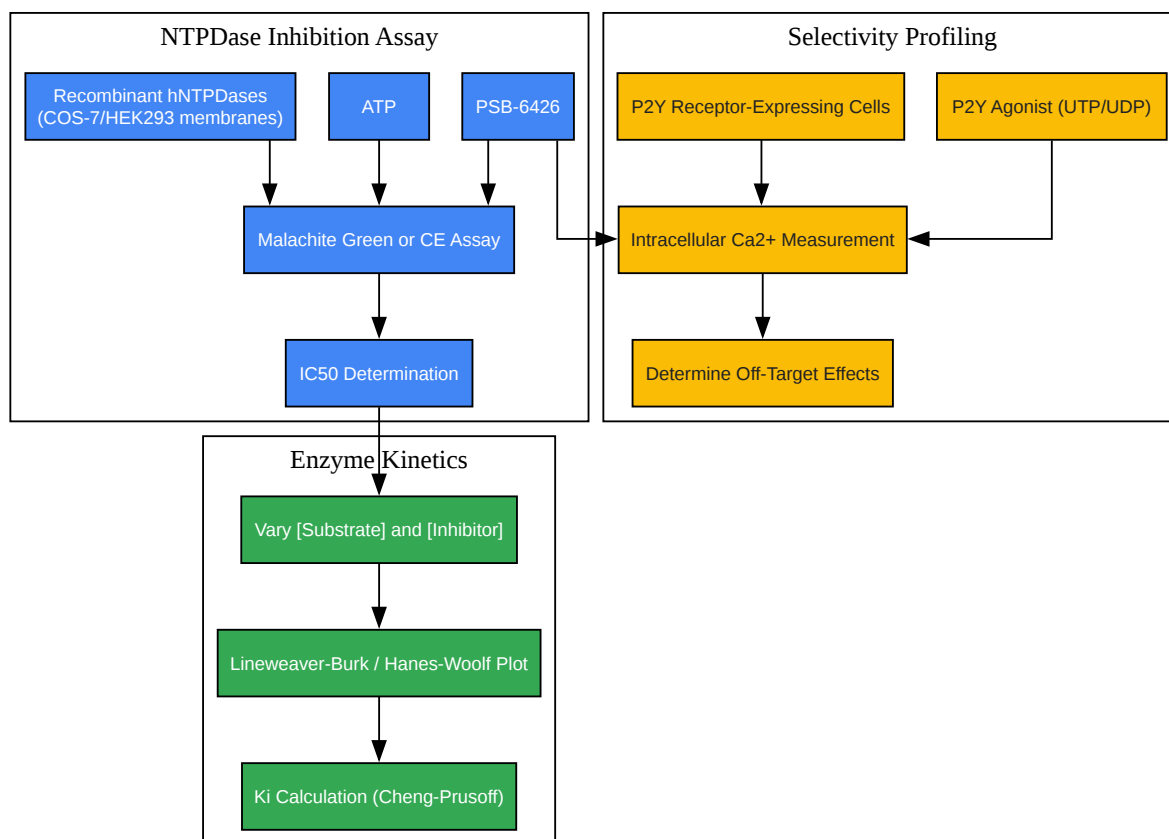 NTPDase Inhibition Assay
Recombinant hNTPDases
(COS-7/HEK293 membranes)
ATP
PSB-6426
Malachite Green or CE Assay
IC50 Determination
Selectivity Profiling
P2Y Receptor-Expressing Cells
P2Y Agonist (UTP/UDP)
Intracellular Ca2+ Measurement
Determine Off-Target Effects
Enzyme Kinetics
Vary [Substrate] and [Inhibitor]
Lineweaver-Burk / Hanes-Woolf Plot
Ki Calculation (Cheng-Prusoff)